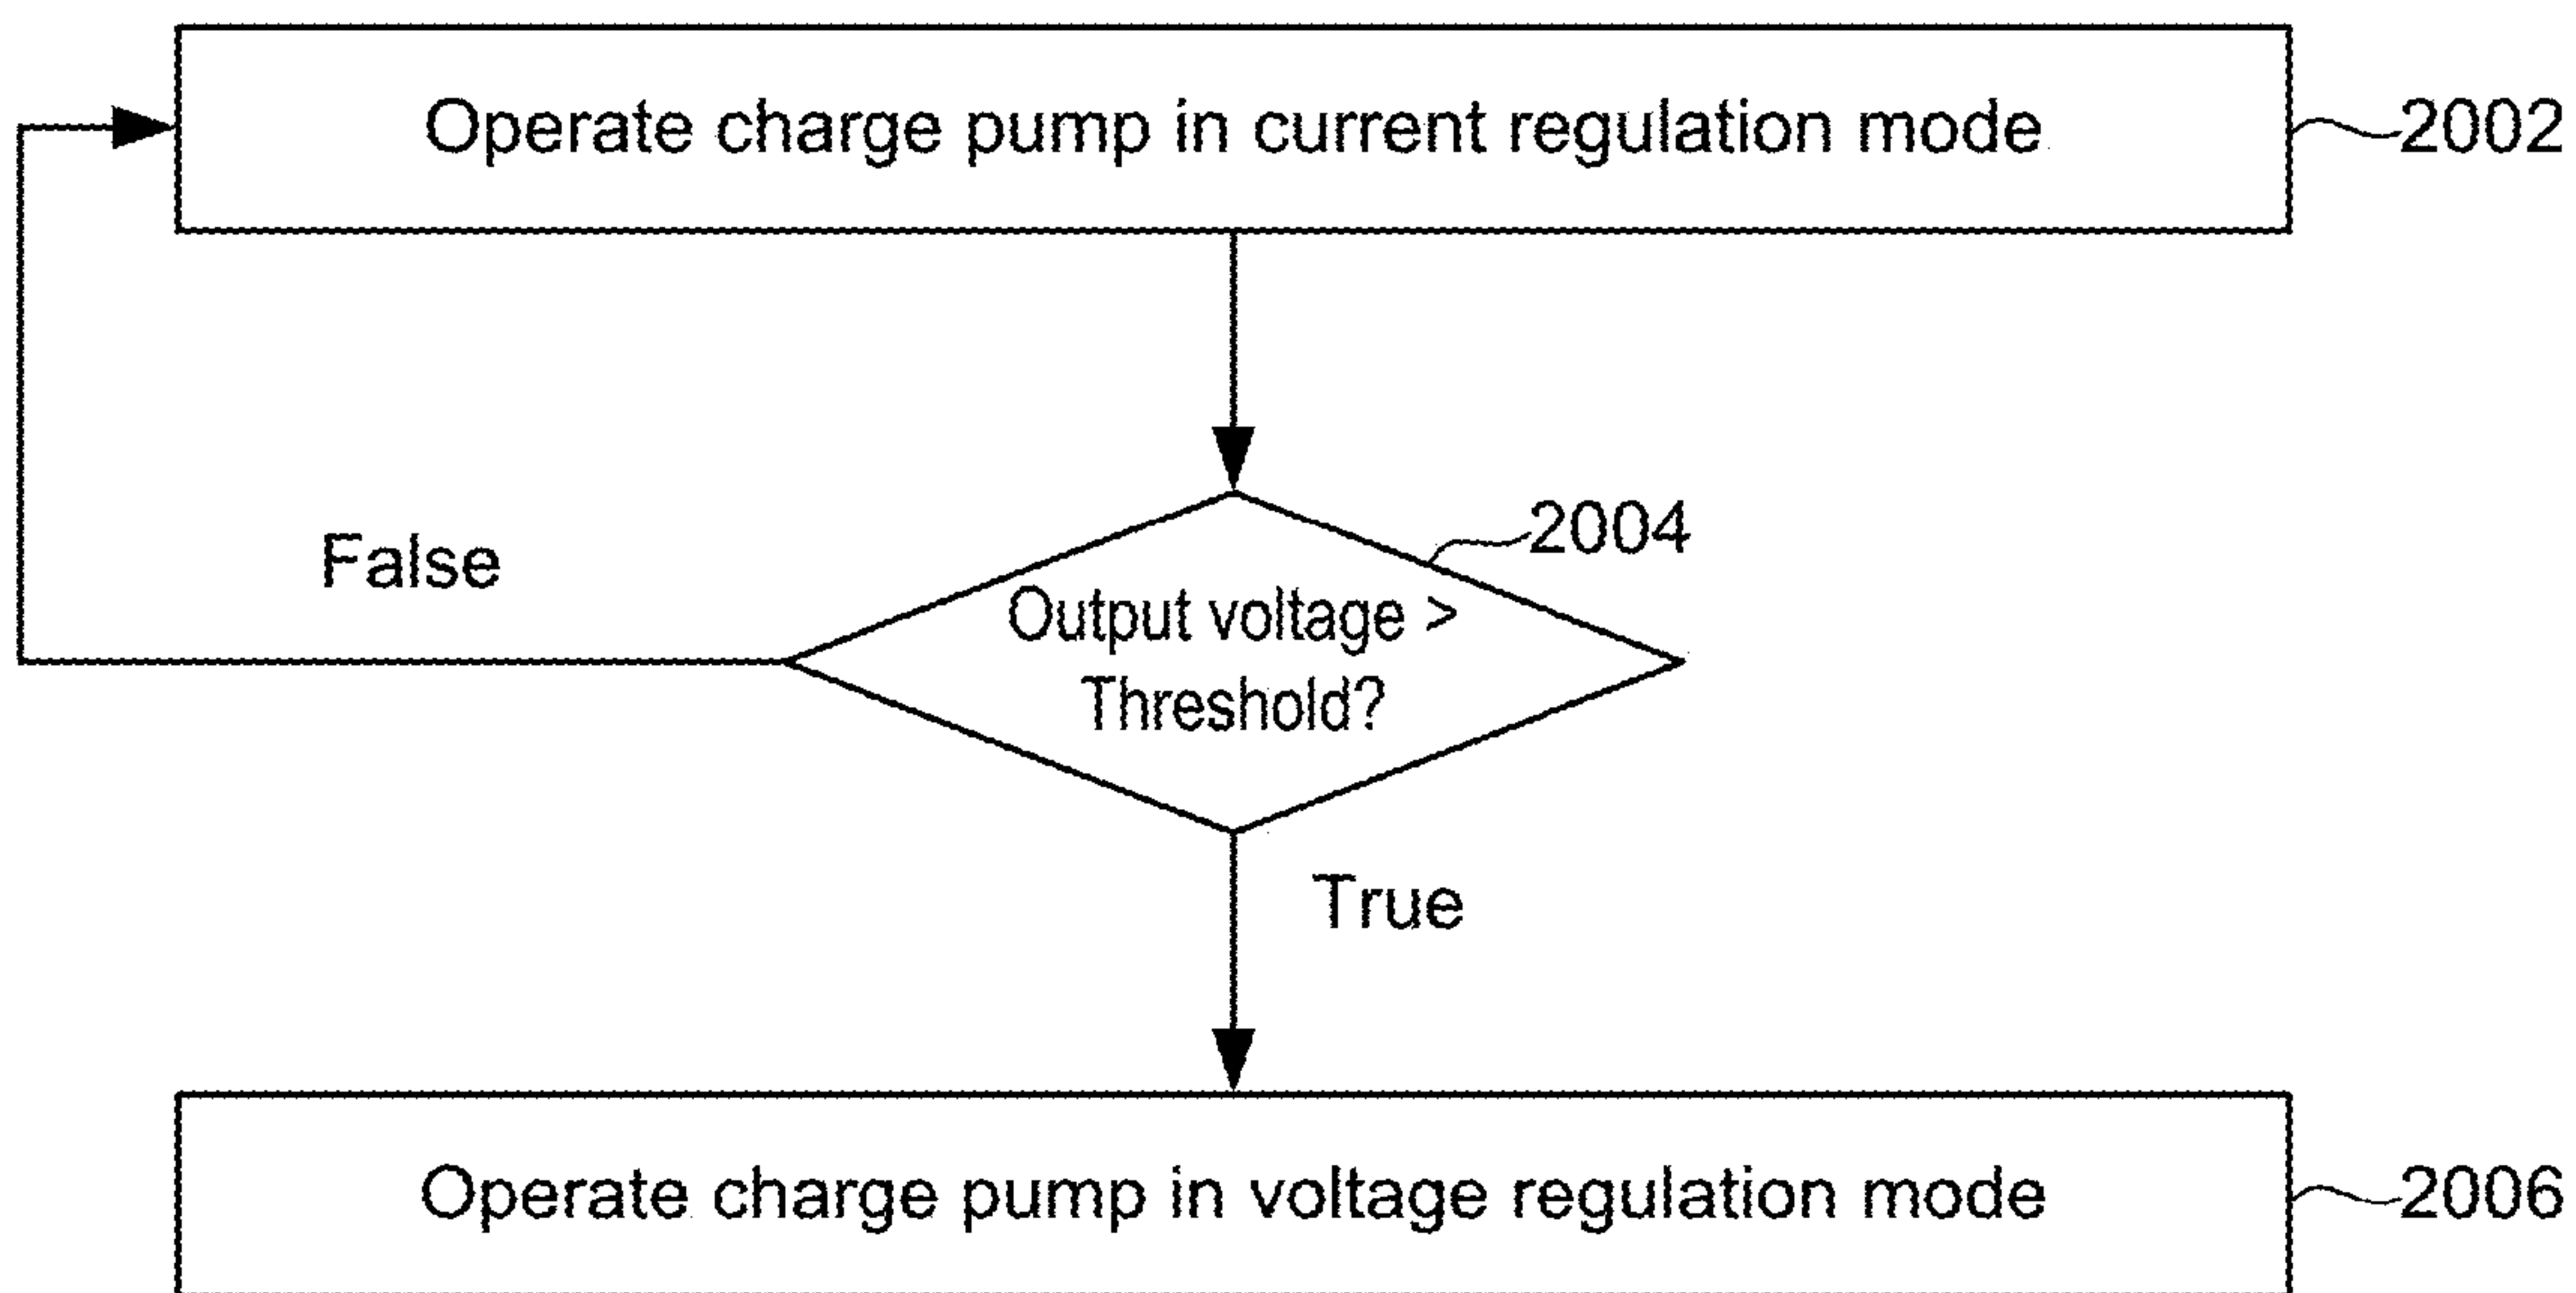 Operate charge pump in current regulation mode
2002
2004
False
Output voltage >
Threshold?
True
Operate charge pump in voltage regulation mode
2006